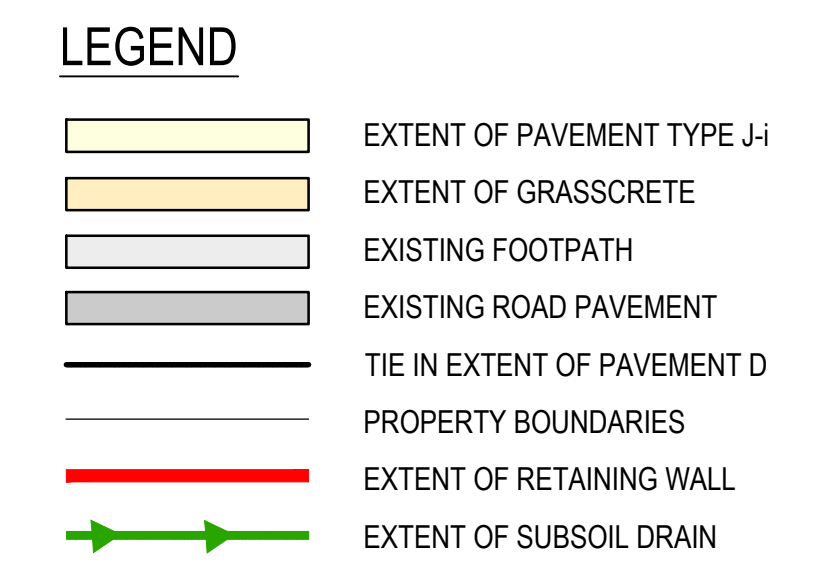 LEGEND
EXTENT OF PAVEMENT TYPE J-i
EXTENT OF GRASSCRETE
EXISTING FOOTPATH
EXISTING ROAD PAVEMENT
TIE IN EXTENT OF PAVEMENT D
PROPERTY BOUNDARIES
EXTENT OF RETAINING WALL
EXTENT OF SUBSOIL DRAIN